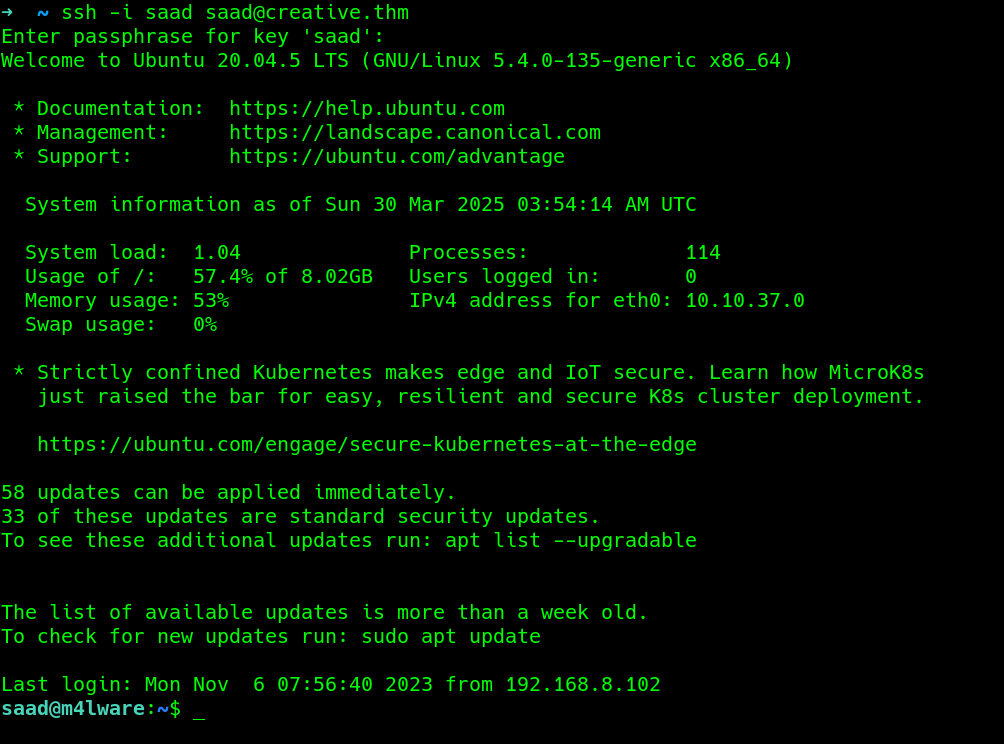 →  ~ ssh -i saad saad@creative.thm
Enter passphrase for key 'saad':
Welcome to Ubuntu 20.04.5 LTS (GNU/Linux 5.4.0-135-generic x86_64)

 * Documentation:  https://help.ubuntu.com
 * Management:     https://landscape.canonical.com
 * Support:        https://ubuntu.com/advantage

  System information as of Sun 30 Mar 2025 03:54:14 AM UTC

  System load:  1.04              Processes:             114
  Usage of /:   57.4% of 8.02GB   Users logged in:       0
  Memory usage: 53%               IPv4 address for eth0: 10.10.37.0
  Swap usage:   0%

 * Strictly confined Kubernetes makes edge and IoT secure. Learn how MicroK8s
   just raised the bar for easy, resilient and secure K8s cluster deployment.

   https://ubuntu.com/engage/secure-kubernetes-at-the-edge

58 updates can be applied immediately.
33 of these updates are standard security updates.
To see these additional updates run: apt list --upgradable


The list of available updates is more than a week old.
To check for new updates run: sudo apt update

Last login: Mon Nov  6 07:56:40 2023 from 192.168.8.102
saad@m4lware:~$ _